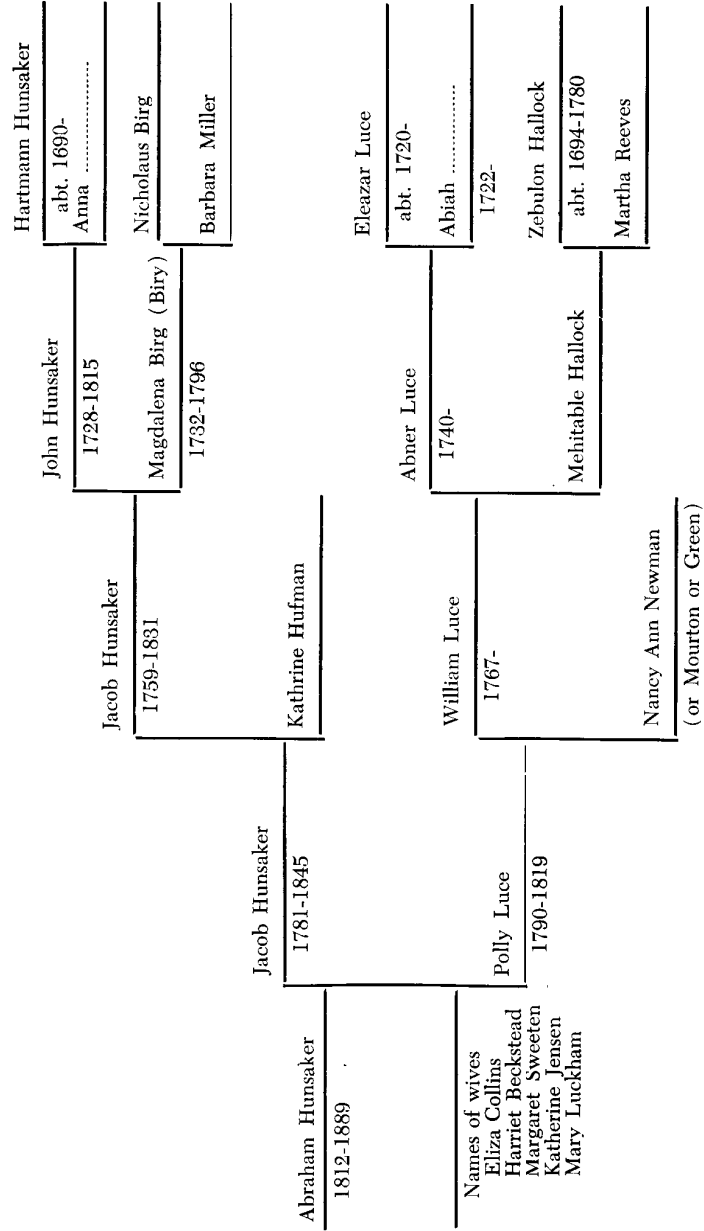 Abraham Hunsaker
1812-1889
Names of wives
Eliza Collins
Harriet Beckstead
Margaret Sweeten
Katherine Jensen
Mary Luckham
Jacob Hunsaker
1781-1845
Polly Luce
1790-1819
Jacob Hunsaker
1759-1831
Kathrine Hufman
William Luce
1767-
Nancy Ann Newman
(or Mourton or Green)
John Hunsaker
1728-1815
Magdalena Birg (Biry)
1732-1796
Abner Luce
1740-
Mehitable Hallock
Hartmann Hunsaker
abt. 1690-
Anna ....................
Nicholaus Birg
Barbara Miller
Eleazar Luce
abt. 1720-
Abiah ................
1722-
Zebulon Hallock
abt. 1694-1780
Martha Reeves